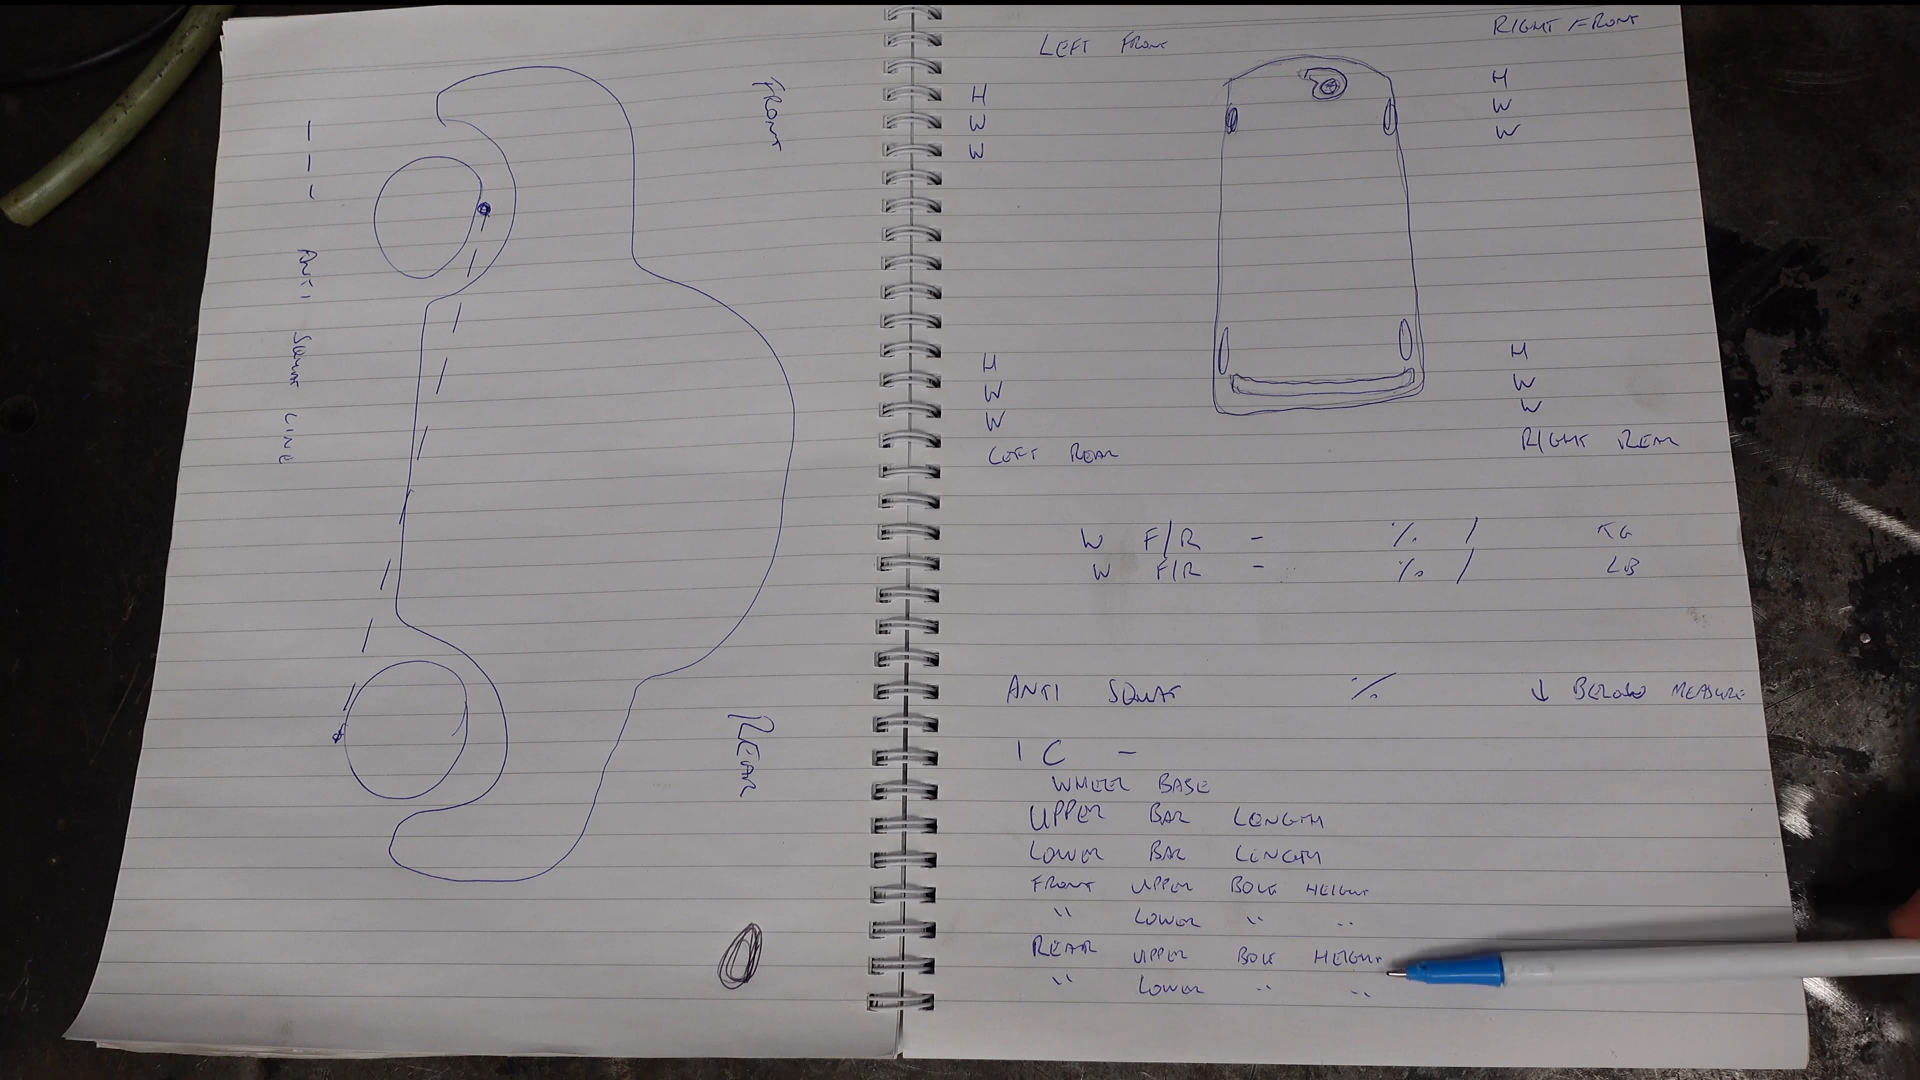 FRONT
--- ANTI SQUAT LINE
REAR
LEFT FRONT
RIGHT FRONT
H
W
W
H
W
W
H
W
W
LEFT REAR
H
W
W
RIGHT REAR
W F/R - % / KG
W F/R - % / LB
ANTI SQUAT % ↓ BELOW MEASURE
IC -
WHEEL BASE
UPPER BAR LENGTH
LOWER BAR LENGTH
FRONT UPPER BOLT HEIGHT
" LOWER " "
REAR UPPER BOLT HEIGHT
" LOWER " "